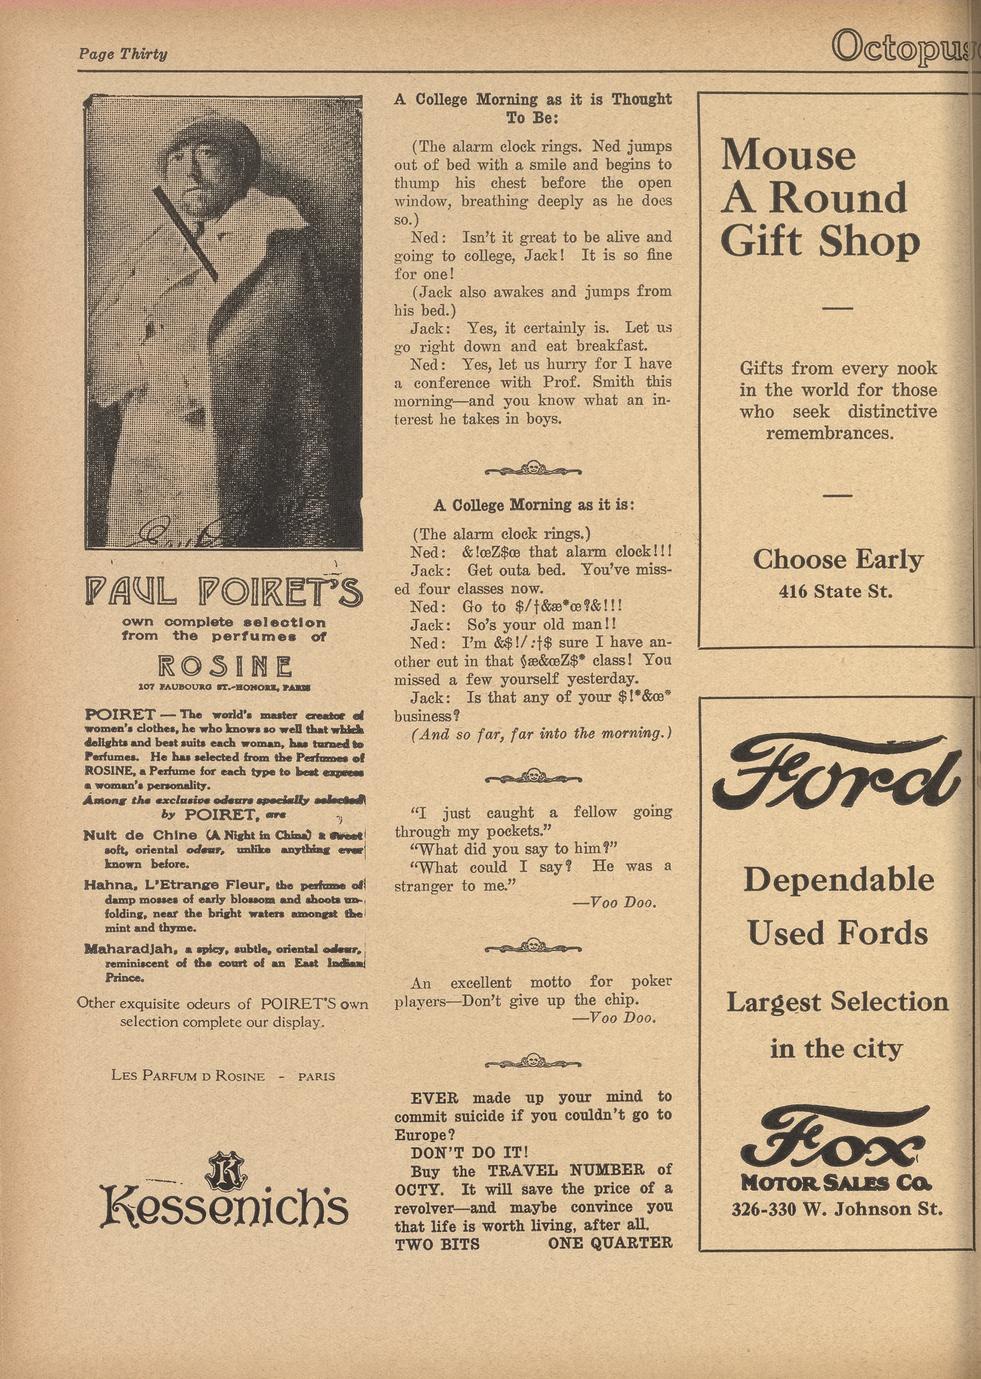 Page Thirty
Octopus
PAUL POIRET'S
own complete selection
from the perfumes of
ROSINE
107 FAUBOURG ST.-HONORE, PARIS
POIRET — The world's master creator of
women's clothes, he who knows so well that which
delights and best suits each woman, has turned to
Perfumes. He has selected from the Perfumes of
ROSINE, a Perfume for each type to best express
a woman's personality.
Among the exclusive odeurs specially selected
by POIRET, are
Nuit de Chine (A Night in China) a sweet
soft, oriental odeur, unlike anything ever
known before.
Hahna, L'Etrange Fleur, the perfume of
damp mosses of early blossom and shoots un-
folding, near the bright waters amongst the
mint and thyme.
Maharadjah, a spicy, subtle, oriental odeur,
reminiscent of the court of an East Indian
Prince.
Other exquisite odeurs of POIRET'S own
selection complete our display.
LES PARFUM D ROSINE - PARIS
K
Kessenich's
A College Morning as it is Thought
To Be:
(The alarm clock rings. Ned jumps
out of bed with a smile and begins to
thump his chest before the open
window, breathing deeply as he does
so.)
Ned: Isn't it great to be alive and
going to college, Jack! It is so fine
for one!
(Jack also awakes and jumps from
his bed.)
Jack: Yes, it certainly is. Let us
go right down and eat breakfast.
Ned: Yes, let us hurry for I have
a conference with Prof. Smith this
morning—and you know what an in-
terest he takes in boys.
A College Morning as it is:
(The alarm clock rings.)
Ned: &!œZ$œ that alarm clock!!!
Jack: Get outa bed. You've miss-
ed four classes now.
Ned: Go to $/†&æ*œ?&!!!
Jack: So's your old man!!
Ned: I'm &$!/:†$ sure I have an-
other cut in that §æ&œZ$* class! You
missed a few yourself yesterday.
Jack: Is that any of your $!*&œ*
business?
(And so far, far into the morning.)
"I just caught a fellow going
through my pockets."
"What did you say to him?"
"What could I say? He was a
stranger to me."
—Voo Doo.
An excellent motto for poker
players—Don't give up the chip.
—Voo Doo.
EVER made up your mind to
commit suicide if you couldn't go to
Europe?
DON'T DO IT!
Buy the TRAVEL NUMBER of
OCTY. It will save the price of a
revolver—and maybe convince you
that life is worth living, after all.
TWO BITS ONE QUARTER
Mouse
A Round
Gift Shop
Gifts from every nook
in the world for those
who seek distinctive
remembrances.
Choose Early
416 State St.
Ford
Dependable
Used Fords
Largest Selection
in the city
Fox
MOTOR SALES CO.
326-330 W. Johnson St.